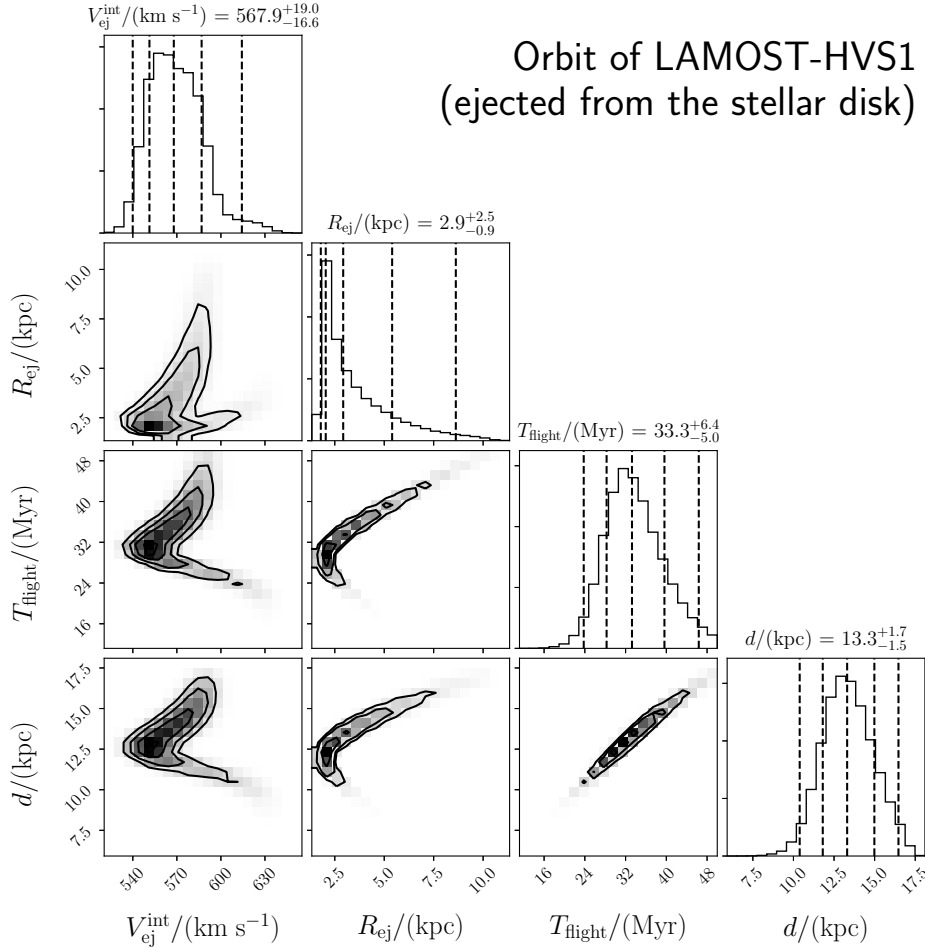 V_ej^int/(km s⁻¹) = 567.9^{+19.0}_{−16.6}
Orbit of LAMOST-HVS1
(ejected from the stellar disk)
R_ej/(kpc) = 2.9^{+2.5}_{−0.9}
10.0
7.5
5.0
2.5
R_ej/(kpc)
T_flight/(Myr) = 33.3^{+6.4}_{−5.0}
48
40
32
24
16
T_flight/(Myr)
d/(kpc) = 13.3^{+1.7}_{−1.5}
17.5
15.0
12.5
10.0
7.5
d/(kpc)
540 570 600 630
2.5 5.0 7.5 10.0
16 24 32 40 48
7.5 10.0 12.5 15.0 17.5
V_ej^int/(km s⁻¹)
R_ej/(kpc)
T_flight/(Myr)
d/(kpc)